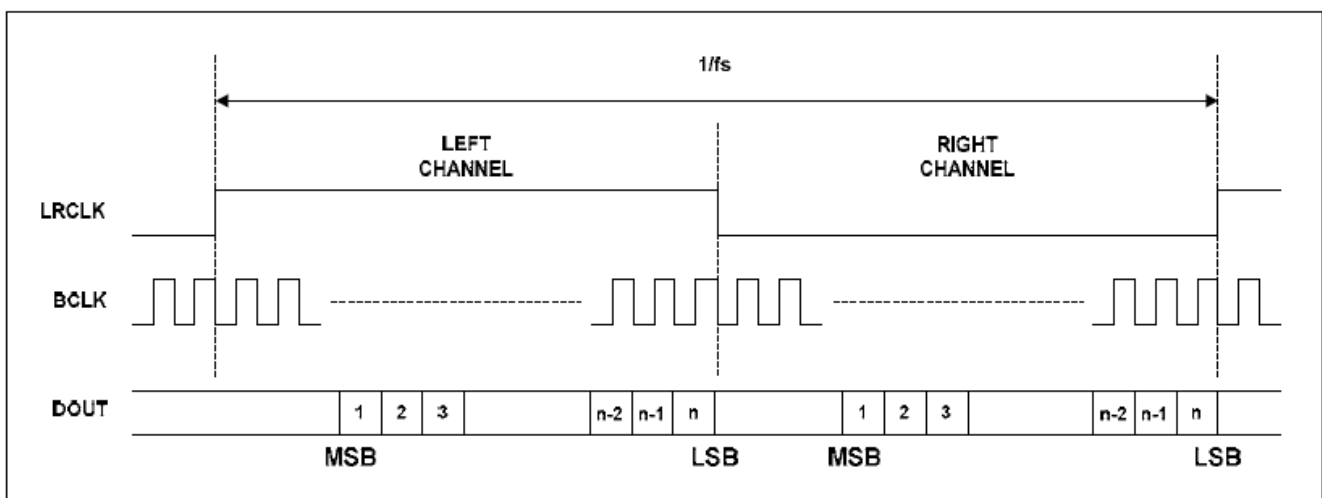 1/fs
LEFT
CHANNEL
RIGHT
CHANNEL
LRCLK
BCLK
DOUT
1 2 3 n-2 n-1 n 1 2 3 n-2 n-1 n
MSB LSB MSB LSB